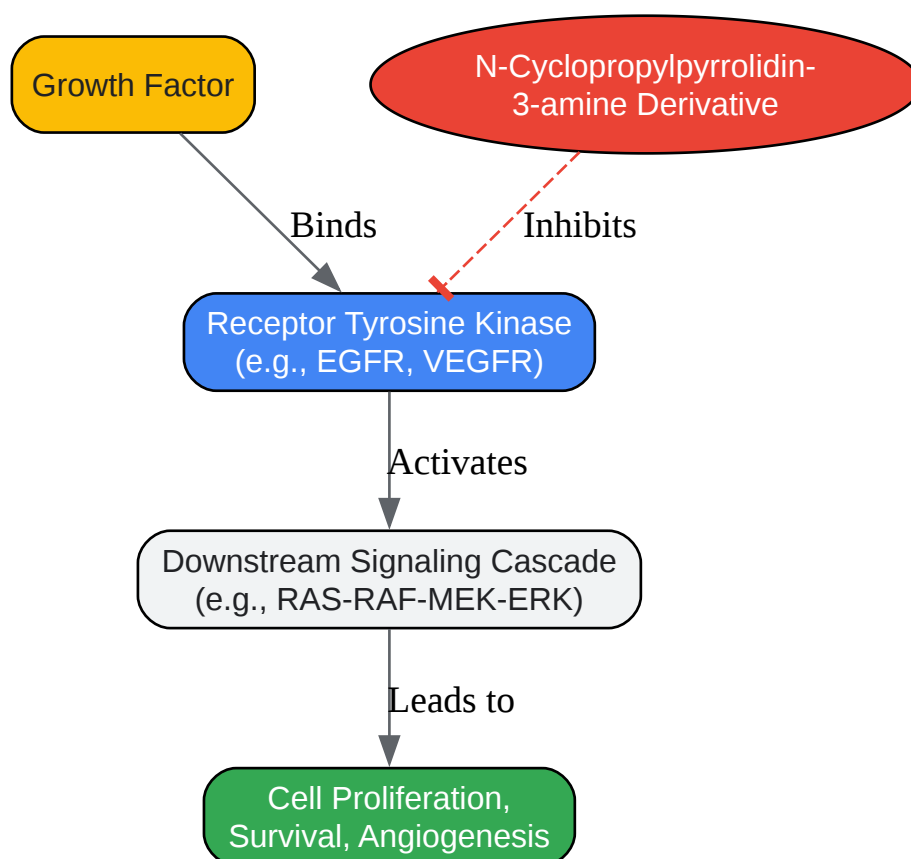 Growth Factor
N-Cyclopropylpyrrolidin-
3-amine Derivative
Binds
Inhibits
Receptor Tyrosine Kinase
(e.g., EGFR, VEGFR)
Activates
Downstream Signaling Cascade
(e.g., RAS-RAF-MEK-ERK)
Leads to
Cell Proliferation,
Survival, Angiogenesis